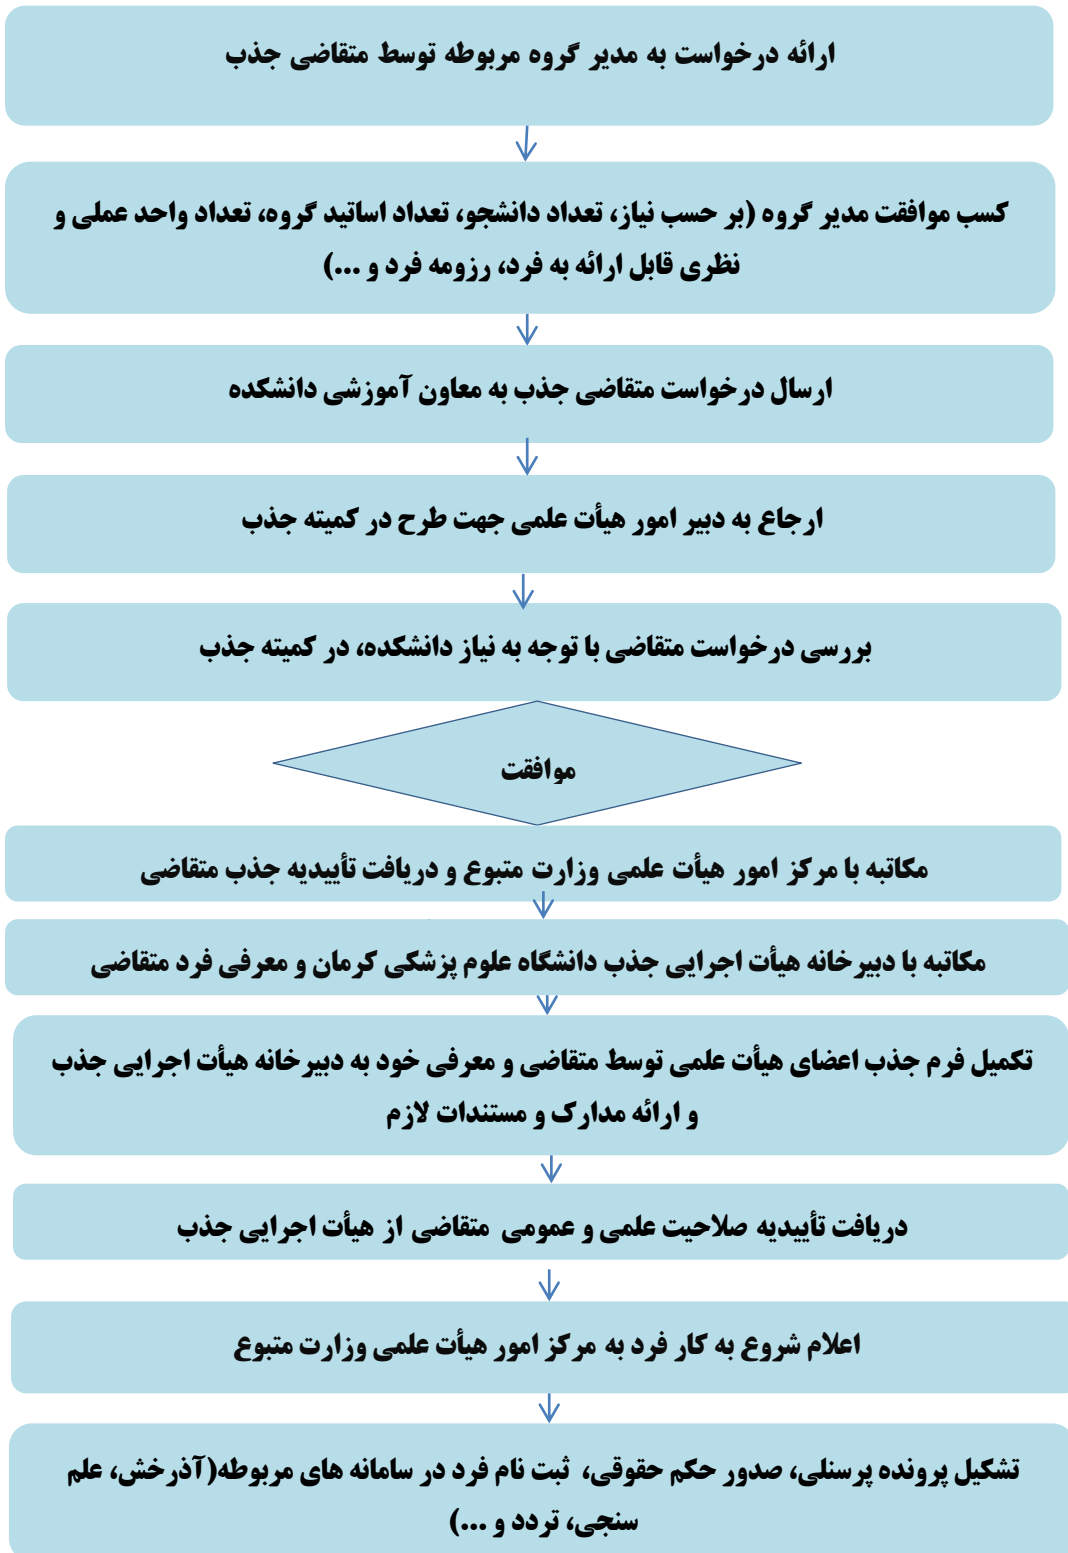 ارائه درخواست به مدیر گروه مربوطه توسط متقاضی جذب
کسب موافقت مدیر گروه (بر حسب نیاز، تعداد دانشجو، تعداد اساتید گروه، تعداد واحد عملی و
نظری قابل ارائه به فرد، رزومه فرد و ...)
ارسال درخواست متقاضی جذب به معاون آموزشی دانشکده
ارجاع به دبیر امور هیأت علمی جهت طرح در کمیته جذب
بررسی درخواست متقاضی با توجه به نیاز دانشکده، در کمیته جذب
موافقت
مکاتبه با مرکز امور هیأت علمی وزارت متبوع و دریافت تأییدیه جذب متقاضی
مکاتبه با دبیرخانه هیأت اجرایی جذب دانشگاه علوم پزشکی کرمان و معرفی فرد متقاضی
تکمیل فرم جذب اعضای هیأت علمی توسط متقاضی و معرفی خود به دبیرخانه هیأت اجرایی جذب
و ارائه مدارک و مستندات لازم
دریافت تأییدیه صلاحیت علمی و عمومی متقاضی از هیأت اجرایی جذب
اعلام شروع به کار فرد به مرکز امور هیأت علمی وزارت متبوع
تشکیل پرونده پرسنلی، صدور حکم حقوقی، ثبت نام فرد در سامانه های مربوطه(آذرخش، علم
سنجی، تردد و ...)